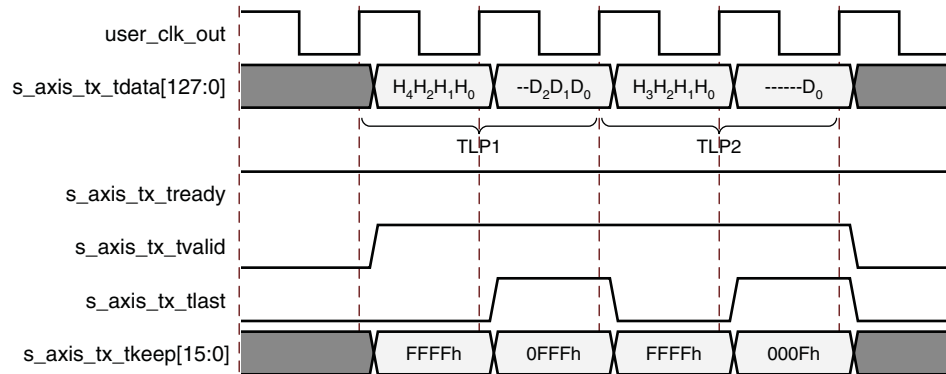 user_clk_out
s_axis_tx_tdata[127:0] H₄H₂H₁H₀ --D₂D₁D₀ H₃H₂H₁H₀ ------D₀
TLP1 TLP2
s_axis_tx_tready
s_axis_tx_tvalid
s_axis_tx_tlast
s_axis_tx_tkeep[15:0] FFFFh 0FFFh FFFFh 000Fh